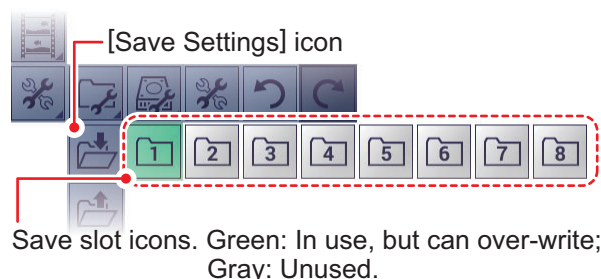 [Save Settings] icon
1 2 3 4 5 6 7 8
Save slot icons. Green: In use, but can over-write;
Gray: Unused.